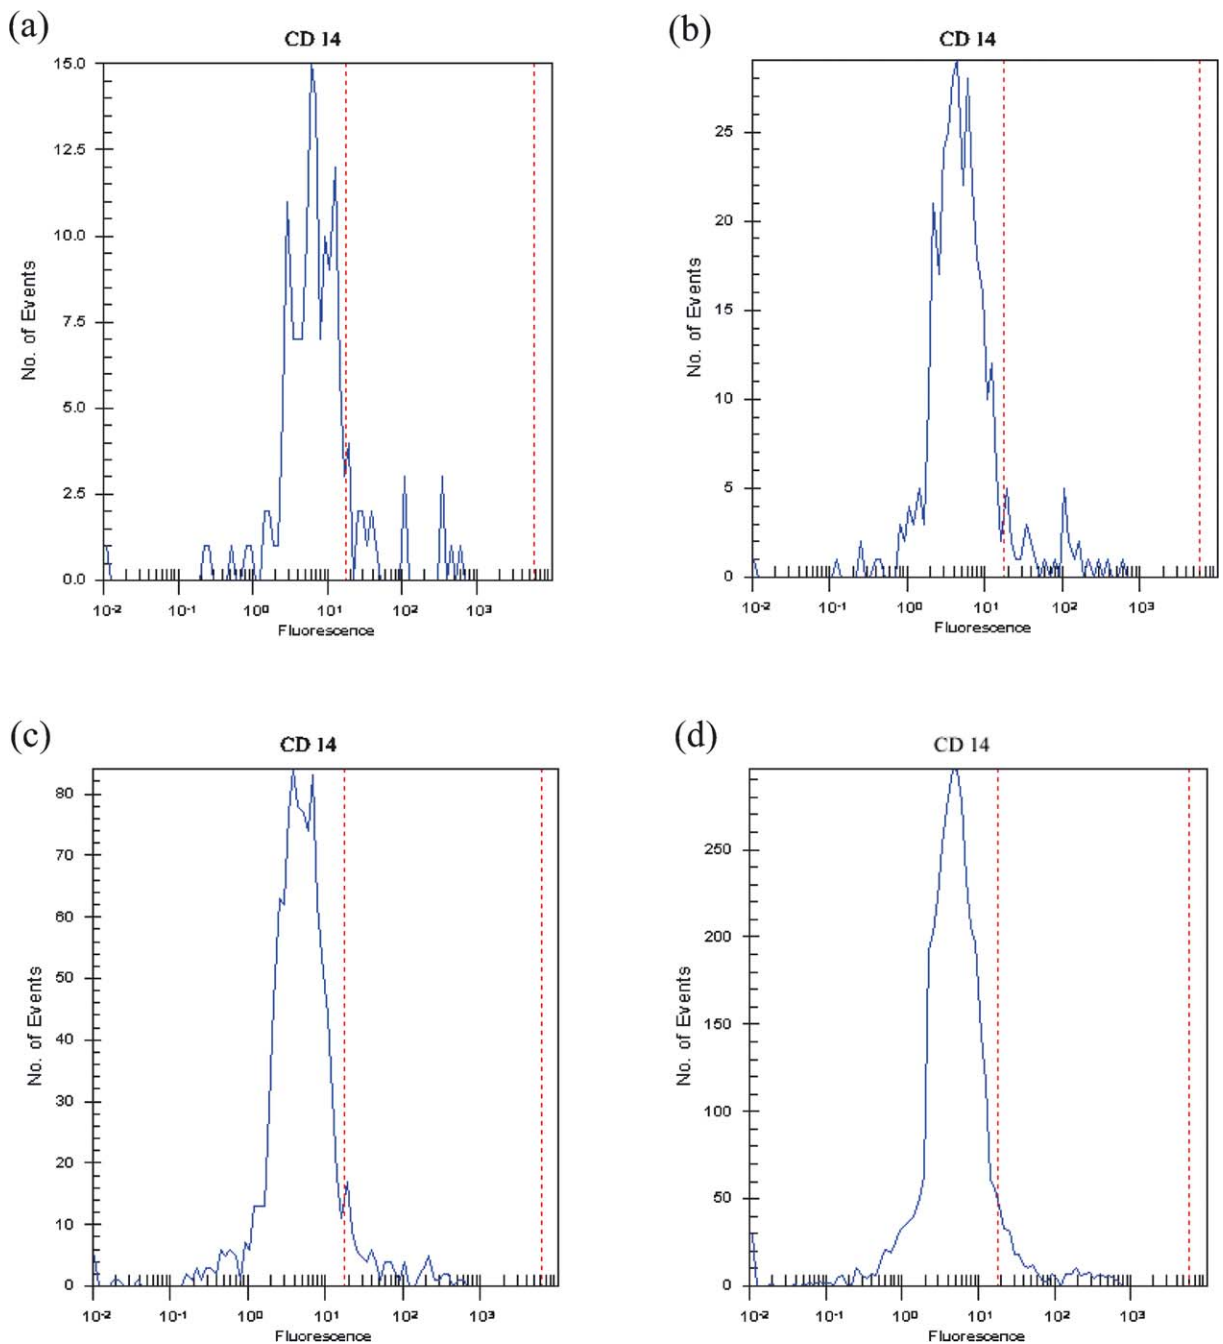 (a)
CD 14
15.0
12.5
10.0
7.5
5.0
2.5
0.0
No. of Events
10-2 10-1 100 101 102 103
Fluorescence
(b)
CD 14
25
20
15
10
5
0
No. of Events
10-2 10-1 100 101 102 103
Fluorescence
(c)
CD 14
80
70
60
50
40
30
20
10
0
No. of Events
10-2 10-1 100 101 102 103
Fluorescence
(d)
CD 14
250
200
150
100
50
0
No. of Events
10-2 10-1 100 101 102 103
Fluorescence